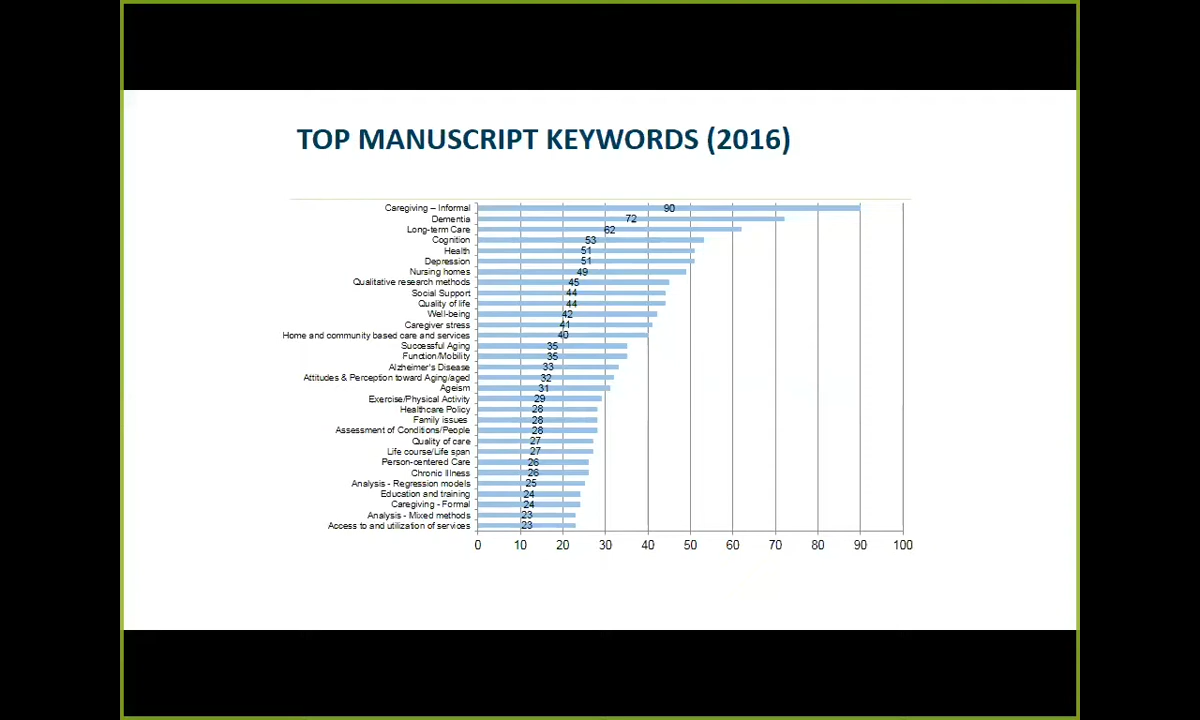 TOP MANUSCRIPT KEYWORDS (2016)
Caregiving – Informal 90
Dementia 72
Long-term Care 62
Cognition 53
Health 51
Depression 51
Nursing homes 49
Qualitative research methods 45
Social Support 44
Quality of life 44
Well-being 42
Caregiver stress 41
Home and community based care and services 40
Successful Aging 35
Function/Mobility 35
Alzheimer's Disease 33
Attitudes & Perception toward Aging/aged 32
Ageism 31
Exercise/Physical Activity 29
Healthcare Policy 28
Family issues 28
Assessment of Conditions/People 28
Quality of care 27
Life course/Life span 27
Person-centered Care 26
Chronic Illness 26
Analysis - Regression models 25
Education and training 24
Caregiving - Formal 24
Analysis - Mixed methods 23
Access to and utilization of services 23
0 10 20 30 40 50 60 70 80 90 100